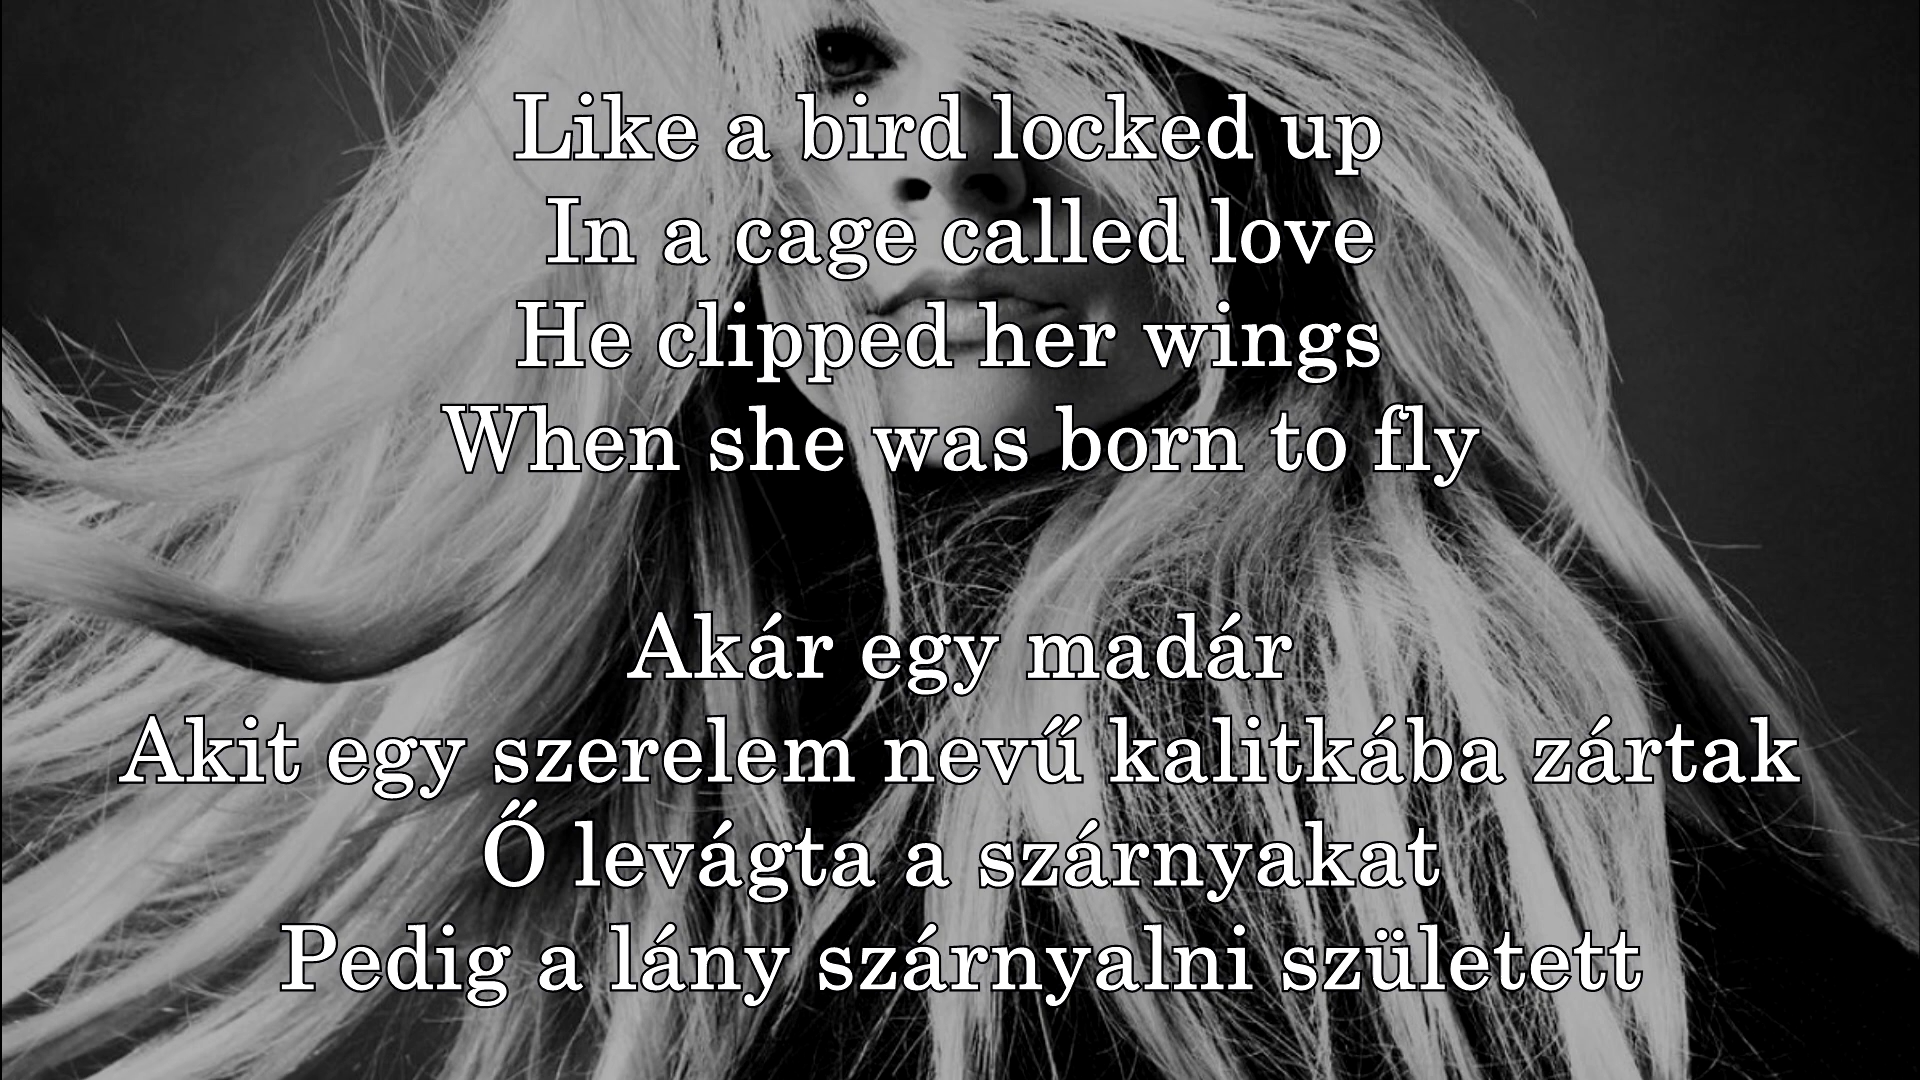 Like a bird locked up
In a cage called love
He clipped her wings
When she was born to fly
Akár egy madár
Akit egy szerelem nevű kalitkába zártak
Ő levágta a szárnyakat
Pedig a lány szárnyalni született